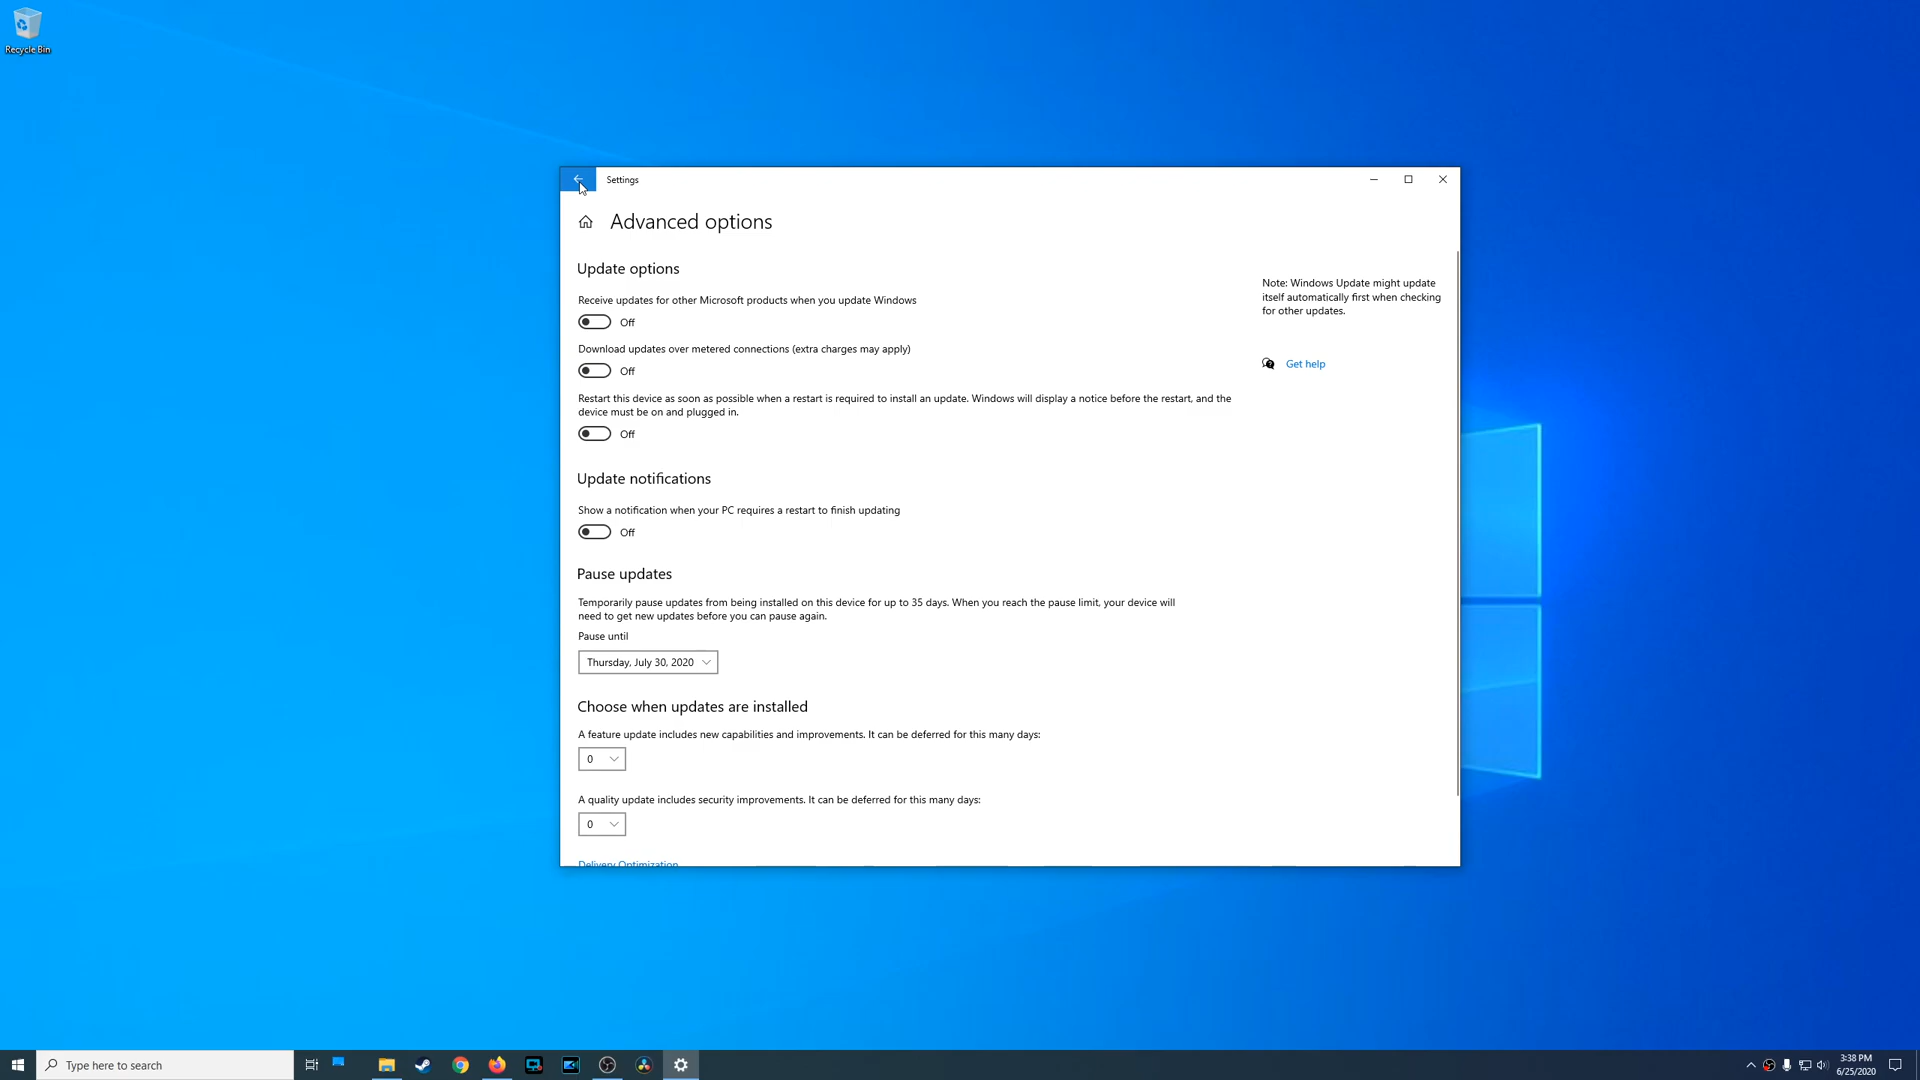 Recycle Bin
Settings
Advanced options
Update options
Receive updates for other Microsoft products when you update Windows
Off
Download updates over metered connections (extra charges may apply)
Off
Restart this device as soon as possible when a restart is required to install an update. Windows will display a notice before the restart, and the
device must be on and plugged in.
Off
Update notifications
Show a notification when your PC requires a restart to finish updating
Off
Pause updates
Temporarily pause updates from being installed on this device for up to 35 days. When you reach the pause limit, your device will
need to get new updates before you can pause again.
Pause until
Thursday, July 30, 2020
Choose when updates are installed
A feature update includes new capabilities and improvements. It can be deferred for this many days:
0
A quality update includes security improvements. It can be deferred for this many days:
0
Delivery Optimization
Note: Windows Update might update
itself automatically first when checking
for other updates.
Get help
Type here to search
3:38 PM
6/25/2020